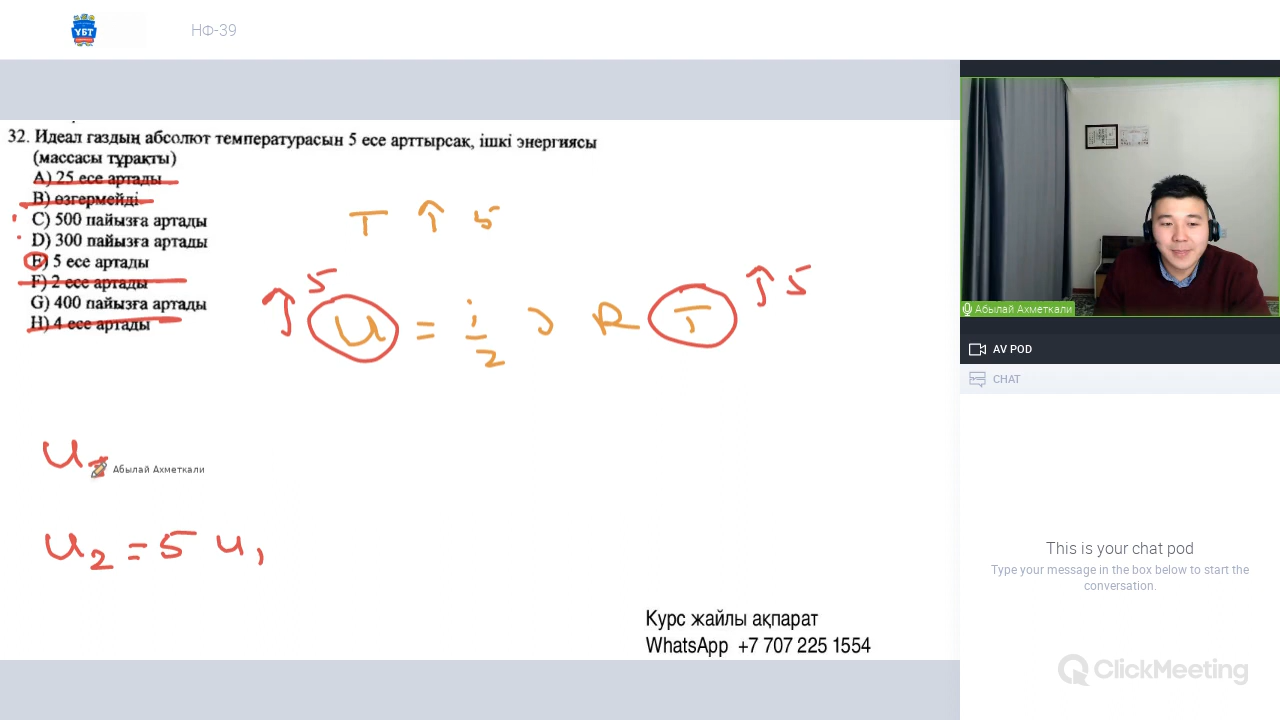 ҰБТ
НФ-39
32. Идеал газдың абсолют температурасын 5 есе арттырсақ, ішкі энергиясы
(массасы тұрақты)
A) 25 есе артады
B) өзгермейді
C) 500 пайызға артады
D) 300 пайызға артады
E) 5 есе артады
F) 2 есе артады
G) 400 пайызға артады
H) 4 есе артады
T ↑ 5
↑ 5 U = i/2 ν R T ↑ 5
U =
Абылай Ахметкали
U₂ = 5 U₁
Курс жайлы ақпарат
WhatsApp +7 707 225 1554
Абылай Ахметкали
AV POD
CHAT
This is your chat pod
Type your message in the box below to start the
conversation.
ClickMeeting